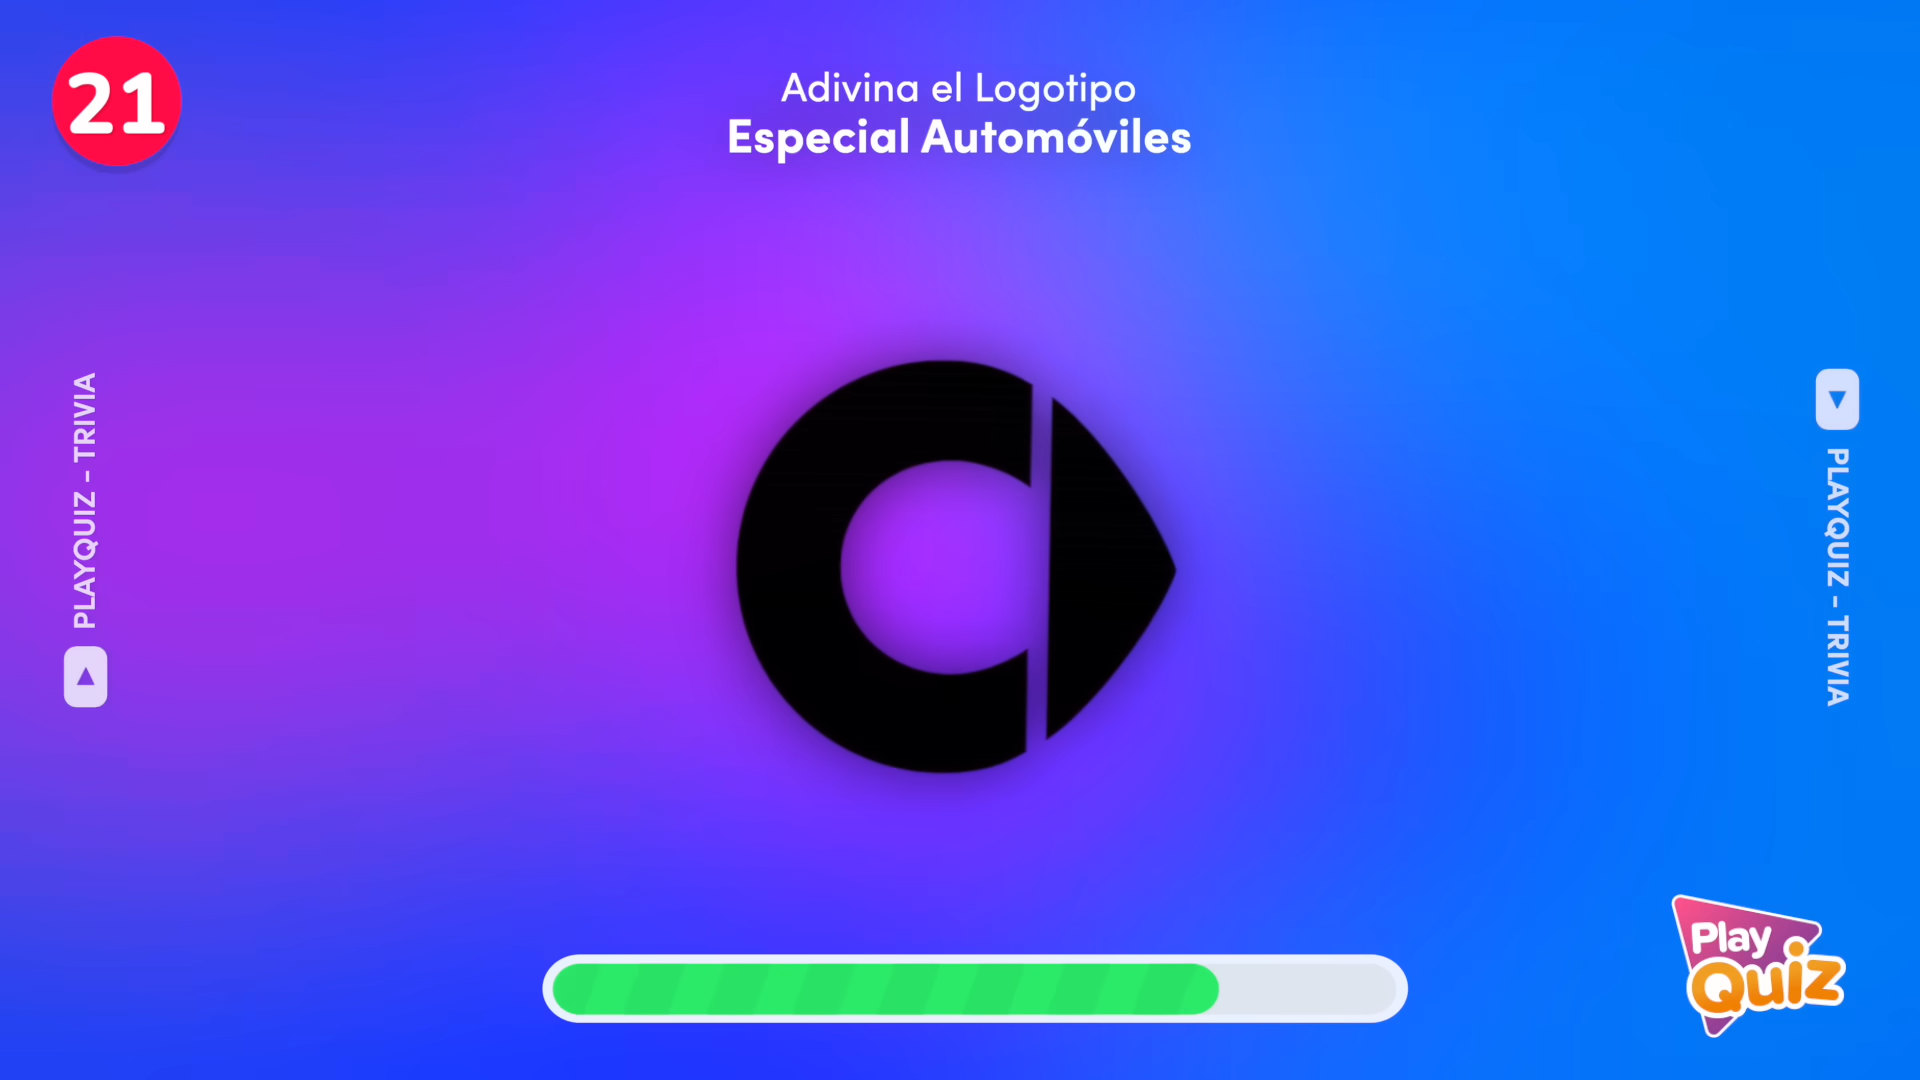 21
Adivina el Logotipo
Especial Automóviles
PLAYQUIZ - TRIVIA
PLAYQUIZ - TRIVIA
Play
Quiz